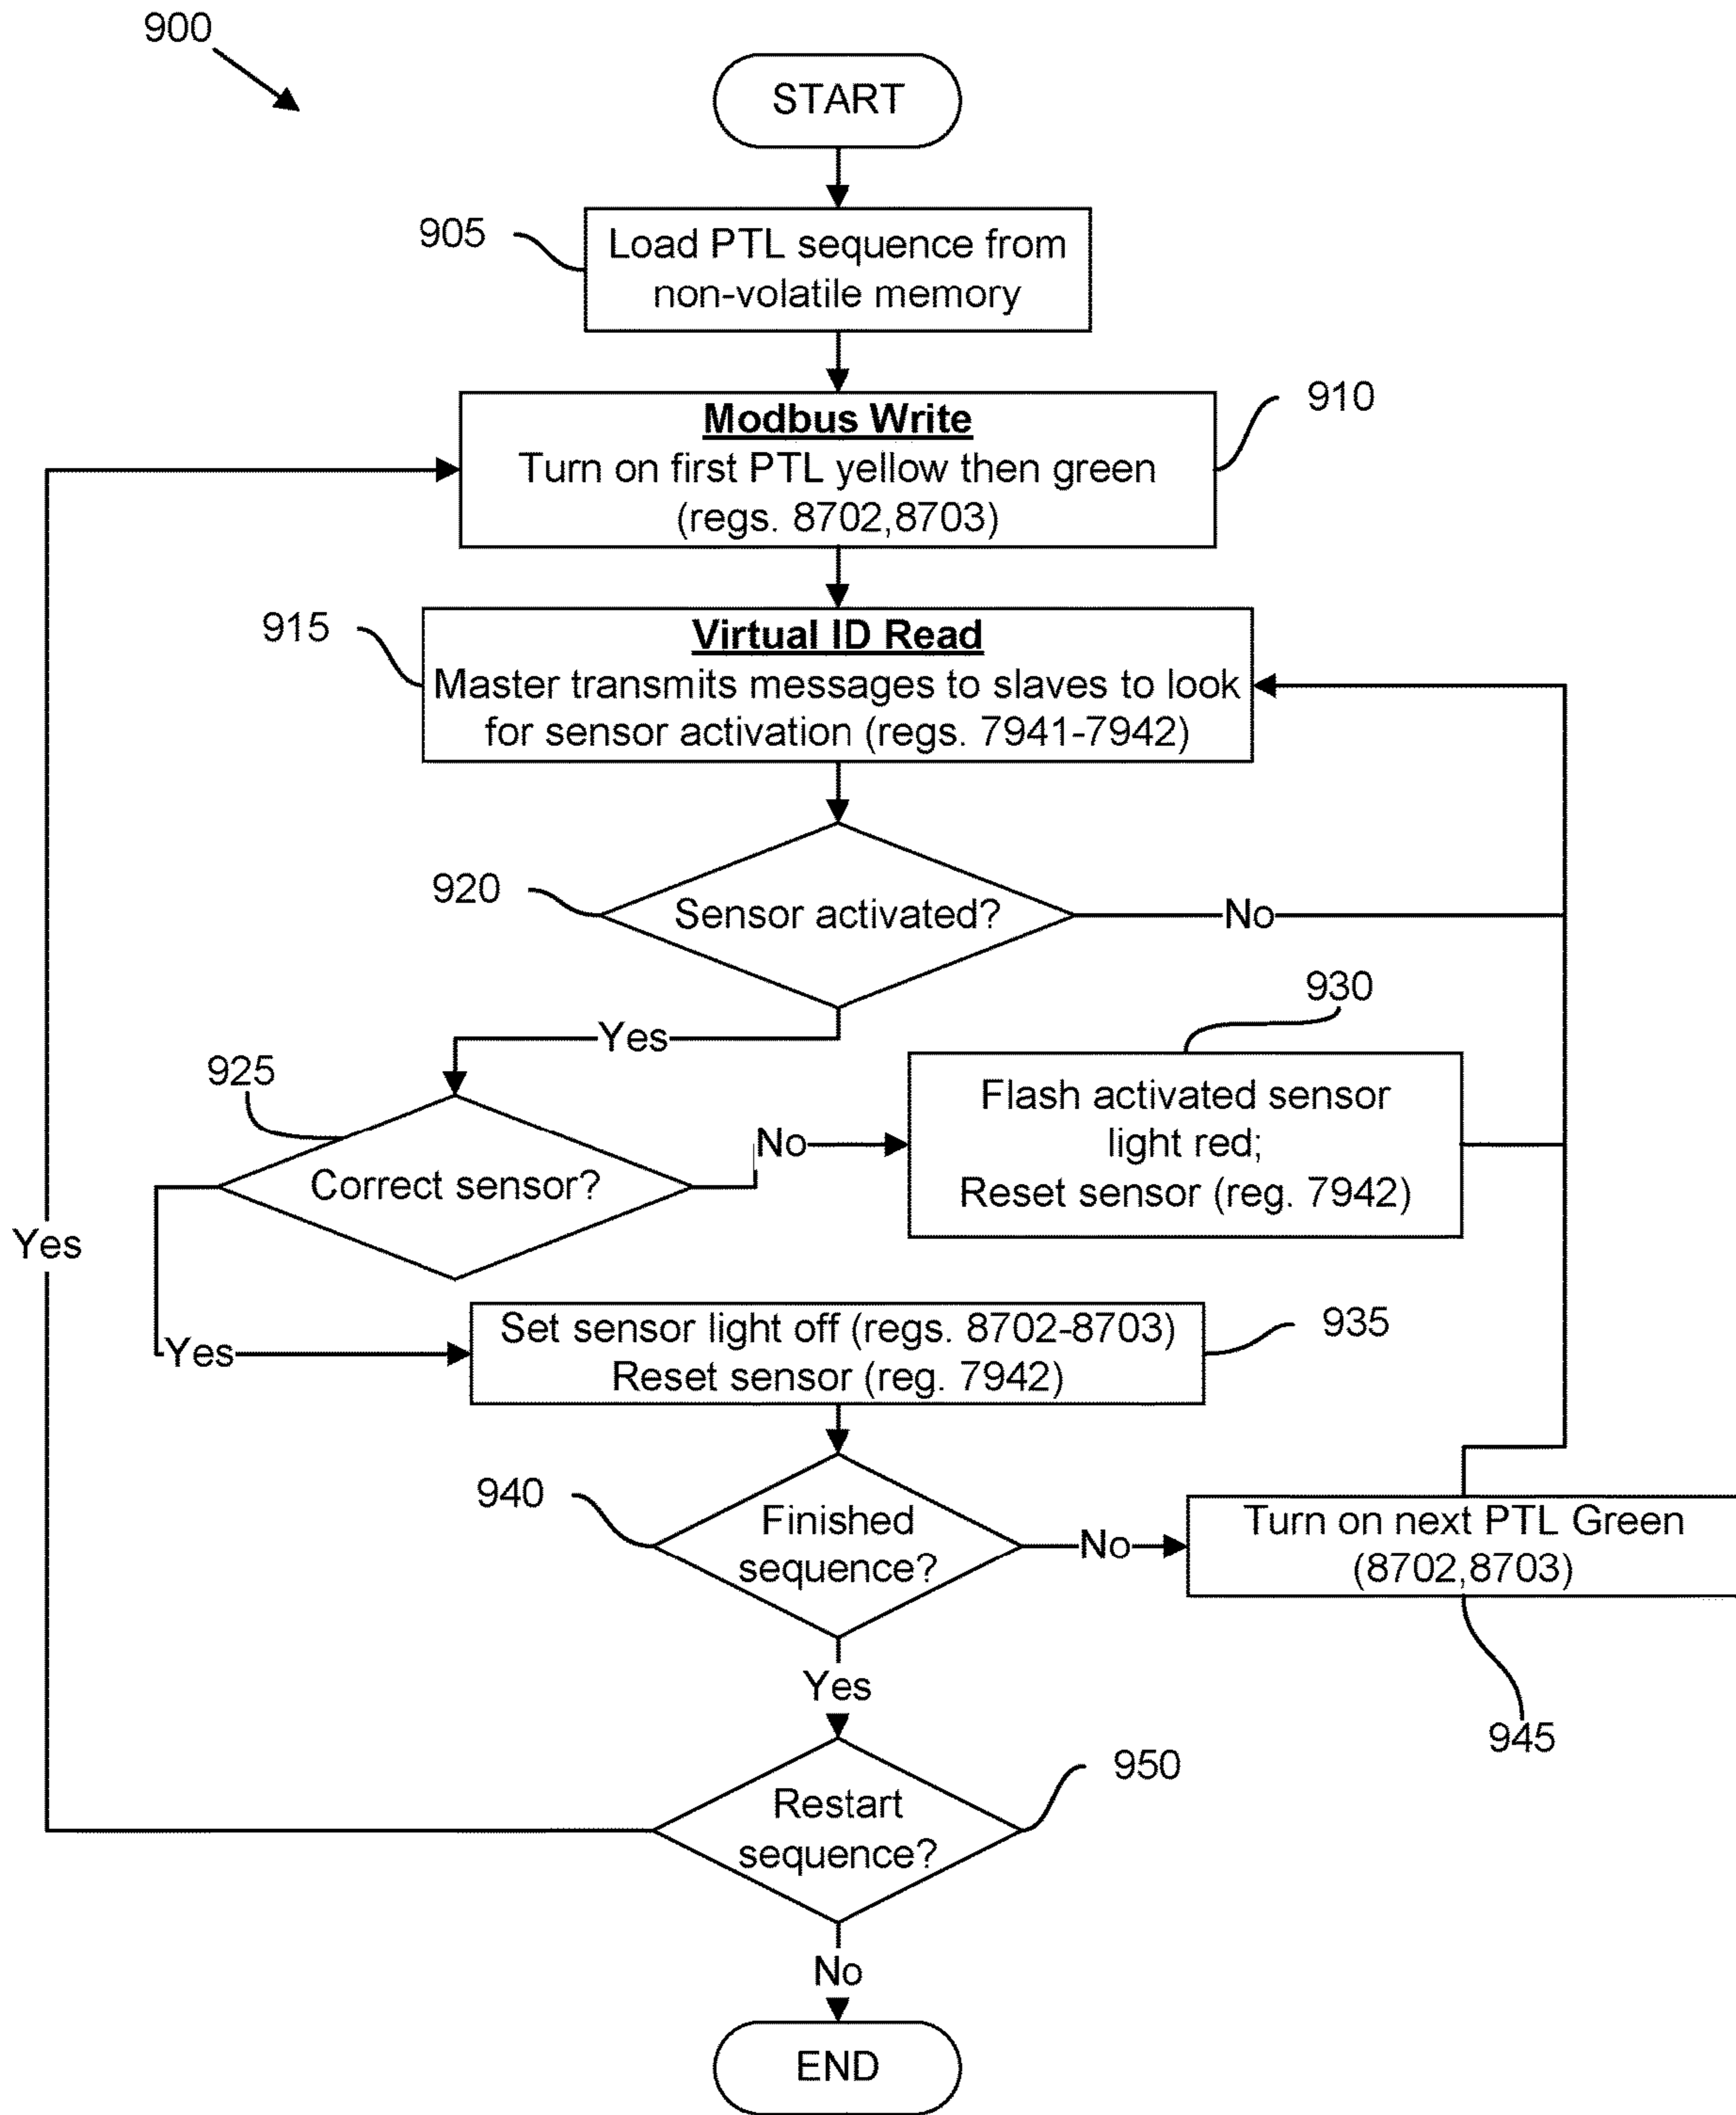 900
START
905
Load PTL sequence from
non-volatile memory
910
Modbus Write
Turn on first PTL yellow then green
(regs. 8702,8703)
915
Virtual ID Read
Master transmits messages to slaves to look
for sensor activation (regs. 7941-7942)
920
Sensor activated?
No
930
Yes
925
Flash activated sensor
light red;
Reset sensor (reg. 7942)
No
Correct sensor?
Yes
Yes
Set sensor light off (regs. 8702-8703)
Reset sensor (reg. 7942)
935
940
Finished
sequence?
No
Turn on next PTL Green
(8702,8703)
Yes
945
950
Restart
sequence?
No
END